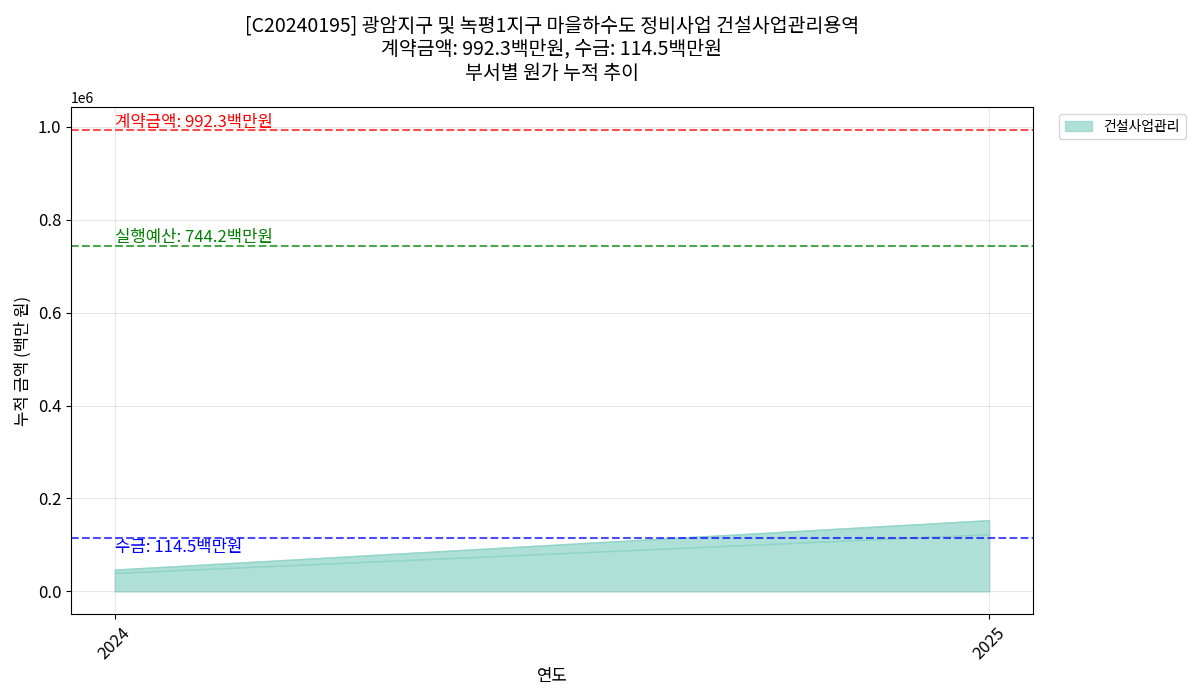 [C20240195] 광암지구 및 녹평1지구 마을하수도 정비사업 건설사업관리용역
계약금액: 992.3백만원, 수금: 114.5백만원
부서별 원가 누적 추이
1e6
1.0
0.8
0.6
0.4
0.2
0.0
누적 금액 (백만 원)
계약금액: 992.3백만원
실행예산: 744.2백만원
수금: 114.5백만원
건설사업관리
2024
2025
연도